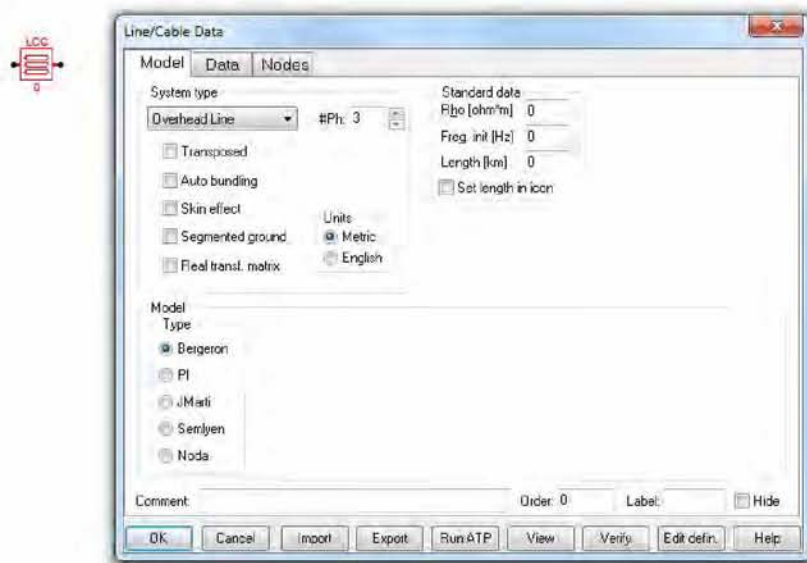 LCC
0
Line/Cable Data
Model Data Nodes
System type
Overhead Line #Ph: 3
Transposed
Auto bundling
Skin effect
Segmented ground
Real transf. matrix
Units
Metric
English
Standard data
Rho [ohm*m] 0
Freq. init [Hz] 0
Length [km] 0
Set length in icon
Model
Type
Bergeron
PI
JMarti
Semlyen
Noda
Comment: Order: 0 Label: Hide
OK Cancel Import Export Run ATP View Verify Edit defin. Help